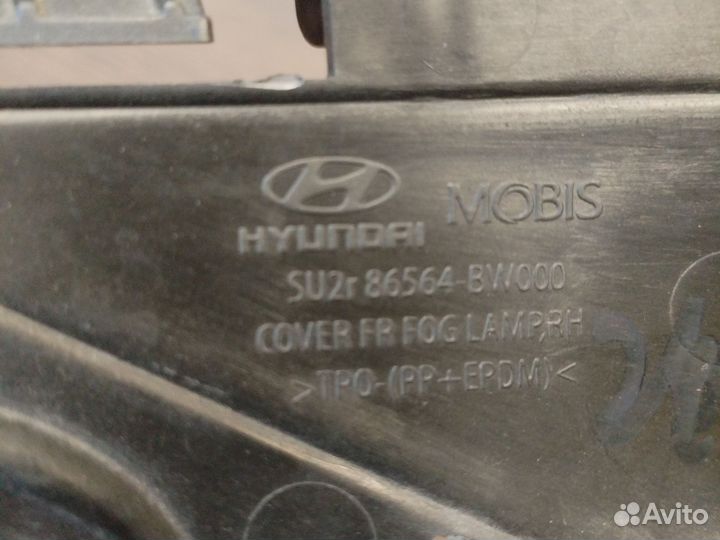 HYUNDAI MOBIS
SU2r 86564-BW000
COVER FR FOG LAMP,RH
>TPO-(PP+EPDM)<
Avito